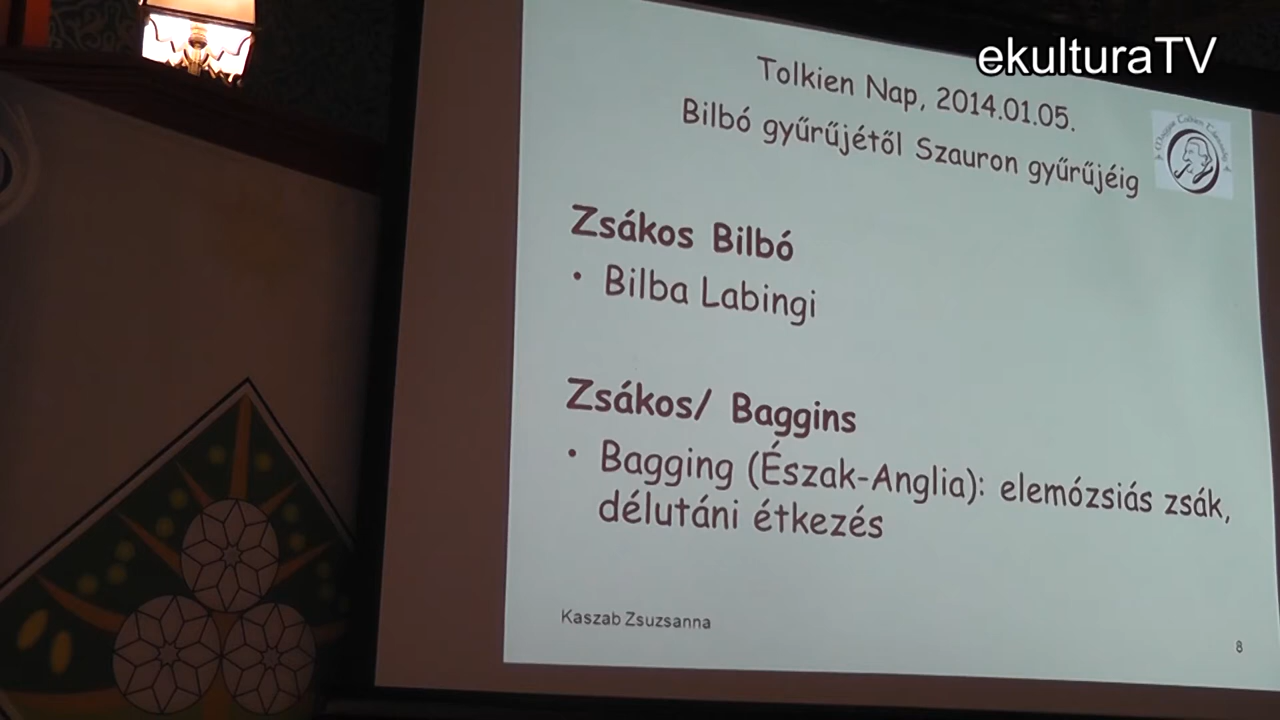 ekulturaTV
Tolkien Nap, 2014.01.05.
Bilbó gyűrűjétől Szauron gyűrűjéig
Zsákos Bilbó
• Bilba Labingi
Zsákos/ Baggins
• Bagging (Észak-Anglia): elemózsiás zsák,
délutáni étkezés
Kaszab Zsuzsanna
8